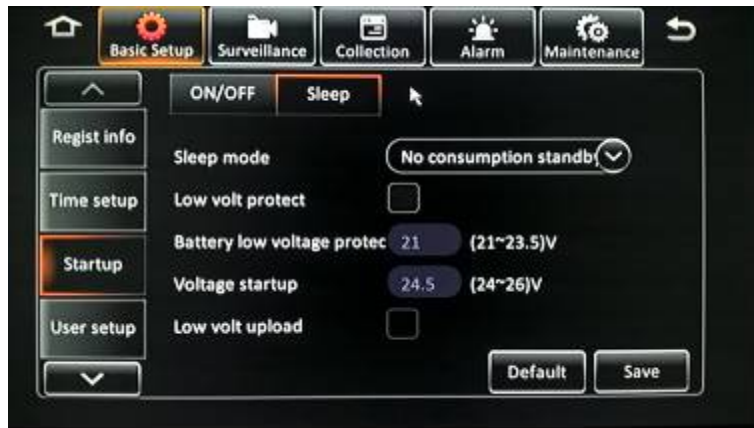 Basic Setup Surveillance Collection Alarm Maintenance
ON/OFF Sleep
Regist info
Time setup
Startup
User setup
Sleep mode No consumption standby
Low volt protect
Battery low voltage protec 21 (21~23.5)V
Voltage startup 24.5 (24~26)V
Low volt upload
Default Save